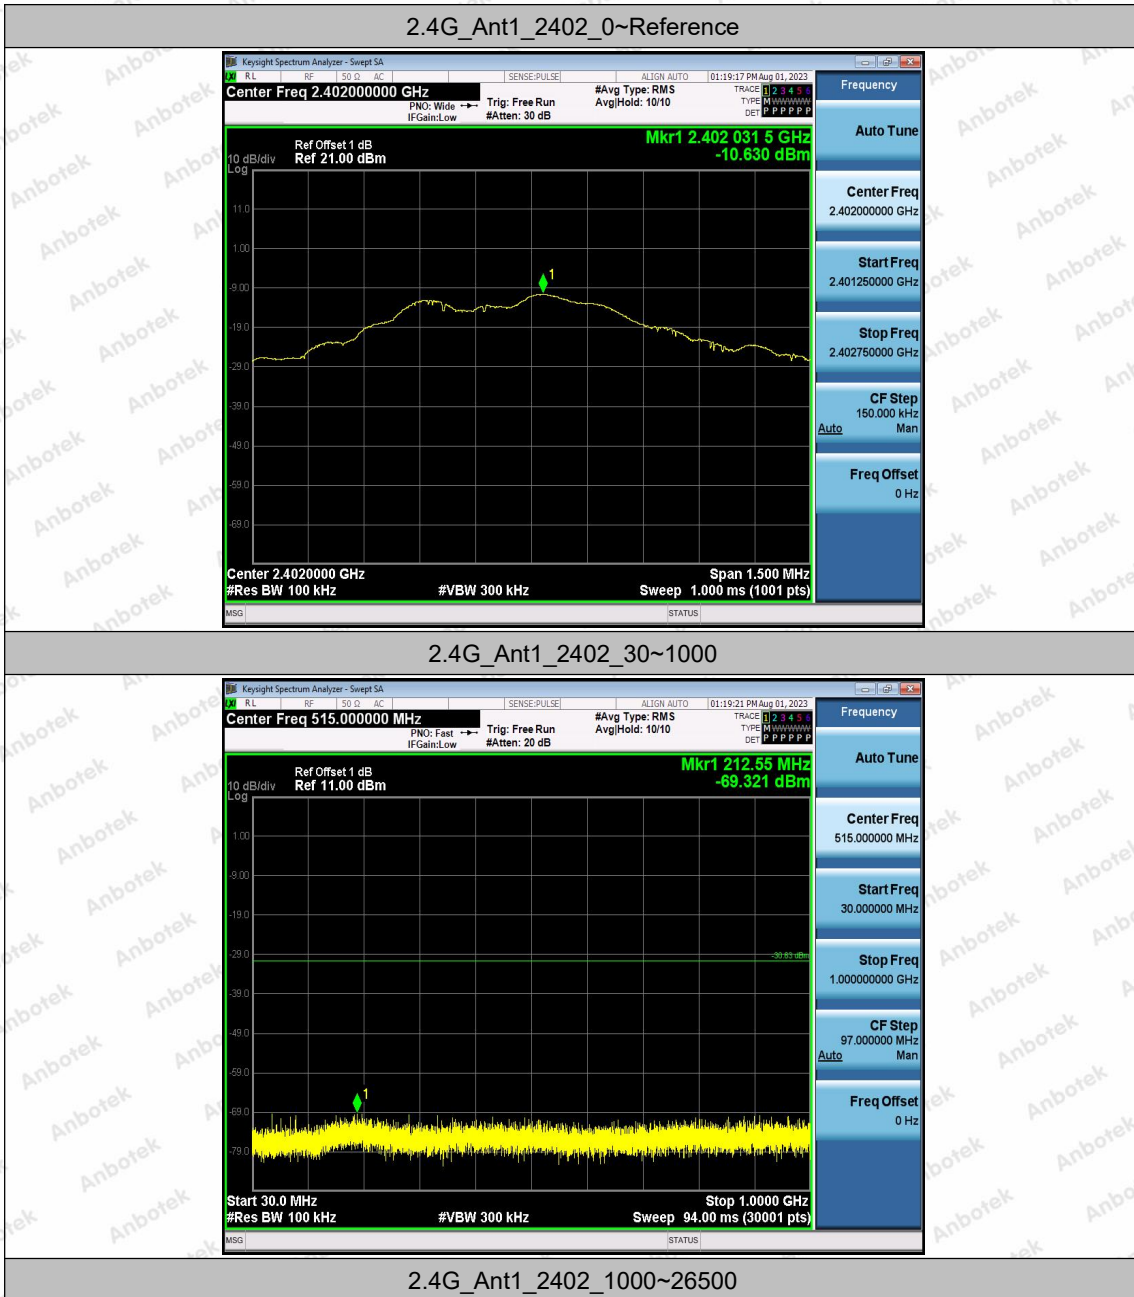 2.4G_Ant1_2402_0~Reference
Keysight Spectrum Analyzer - Swept SA
LXI RL RF 50 Ω AC SENSE:PULSE ALIGN AUTO 01:19:17 PM Aug 01, 2023
Center Freq 2.402000000 GHz
PNO: Wide
IFGain:Low
Trig: Free Run
#Atten: 30 dB
#Avg Type: RMS
Avg|Hold: 10/10
TRACE 1 2 3 4 5 6
TYPE M W W W W W
DET P P P P P P
Mkr1 2.402 031 5 GHz
-10.630 dBm
Ref Offset 1 dB
Ref 21.00 dBm
10 dB/div
Log
11.0
1.00
-9.00
-19.0
-29.0
-39.0
-49.0
-59.0
-69.0
1
Center 2.4020000 GHz
Span 1.500 MHz
#Res BW 100 kHz
#VBW 300 kHz
Sweep 1.000 ms (1001 pts)
MSG
STATUS
Frequency
Auto Tune
Center Freq
2.402000000 GHz
Start Freq
2.401250000 GHz
Stop Freq
2.402750000 GHz
CF Step
150.000 kHz
Auto Man
Freq Offset
0 Hz
2.4G_Ant1_2402_30~1000
Keysight Spectrum Analyzer - Swept SA
LXI RL RF 50 Ω AC SENSE:PULSE ALIGN AUTO 01:19:21 PM Aug 01, 2023
Center Freq 515.000000 MHz
PNO: Fast
IFGain:Low
Trig: Free Run
#Atten: 20 dB
#Avg Type: RMS
Avg|Hold: 10/10
TRACE 1 2 3 4 5 6
TYPE M W W W W W
DET P P P P P P
Mkr1 212.55 MHz
-69.321 dBm
Ref Offset 1 dB
Ref 11.00 dBm
10 dB/div
Log
1.00
-9.00
-19.0
-29.0
-39.0
-49.0
-59.0
-69.0
-79.0
-30.63 dBm
1
Start 30.0 MHz
Stop 1.0000 GHz
#Res BW 100 kHz
#VBW 300 kHz
Sweep 94.00 ms (30001 pts)
MSG
STATUS
Frequency
Auto Tune
Center Freq
515.000000 MHz
Start Freq
30.000000 MHz
Stop Freq
1.000000000 GHz
CF Step
97.000000 MHz
Auto Man
Freq Offset
0 Hz
2.4G_Ant1_2402_1000~26500
Anbotek